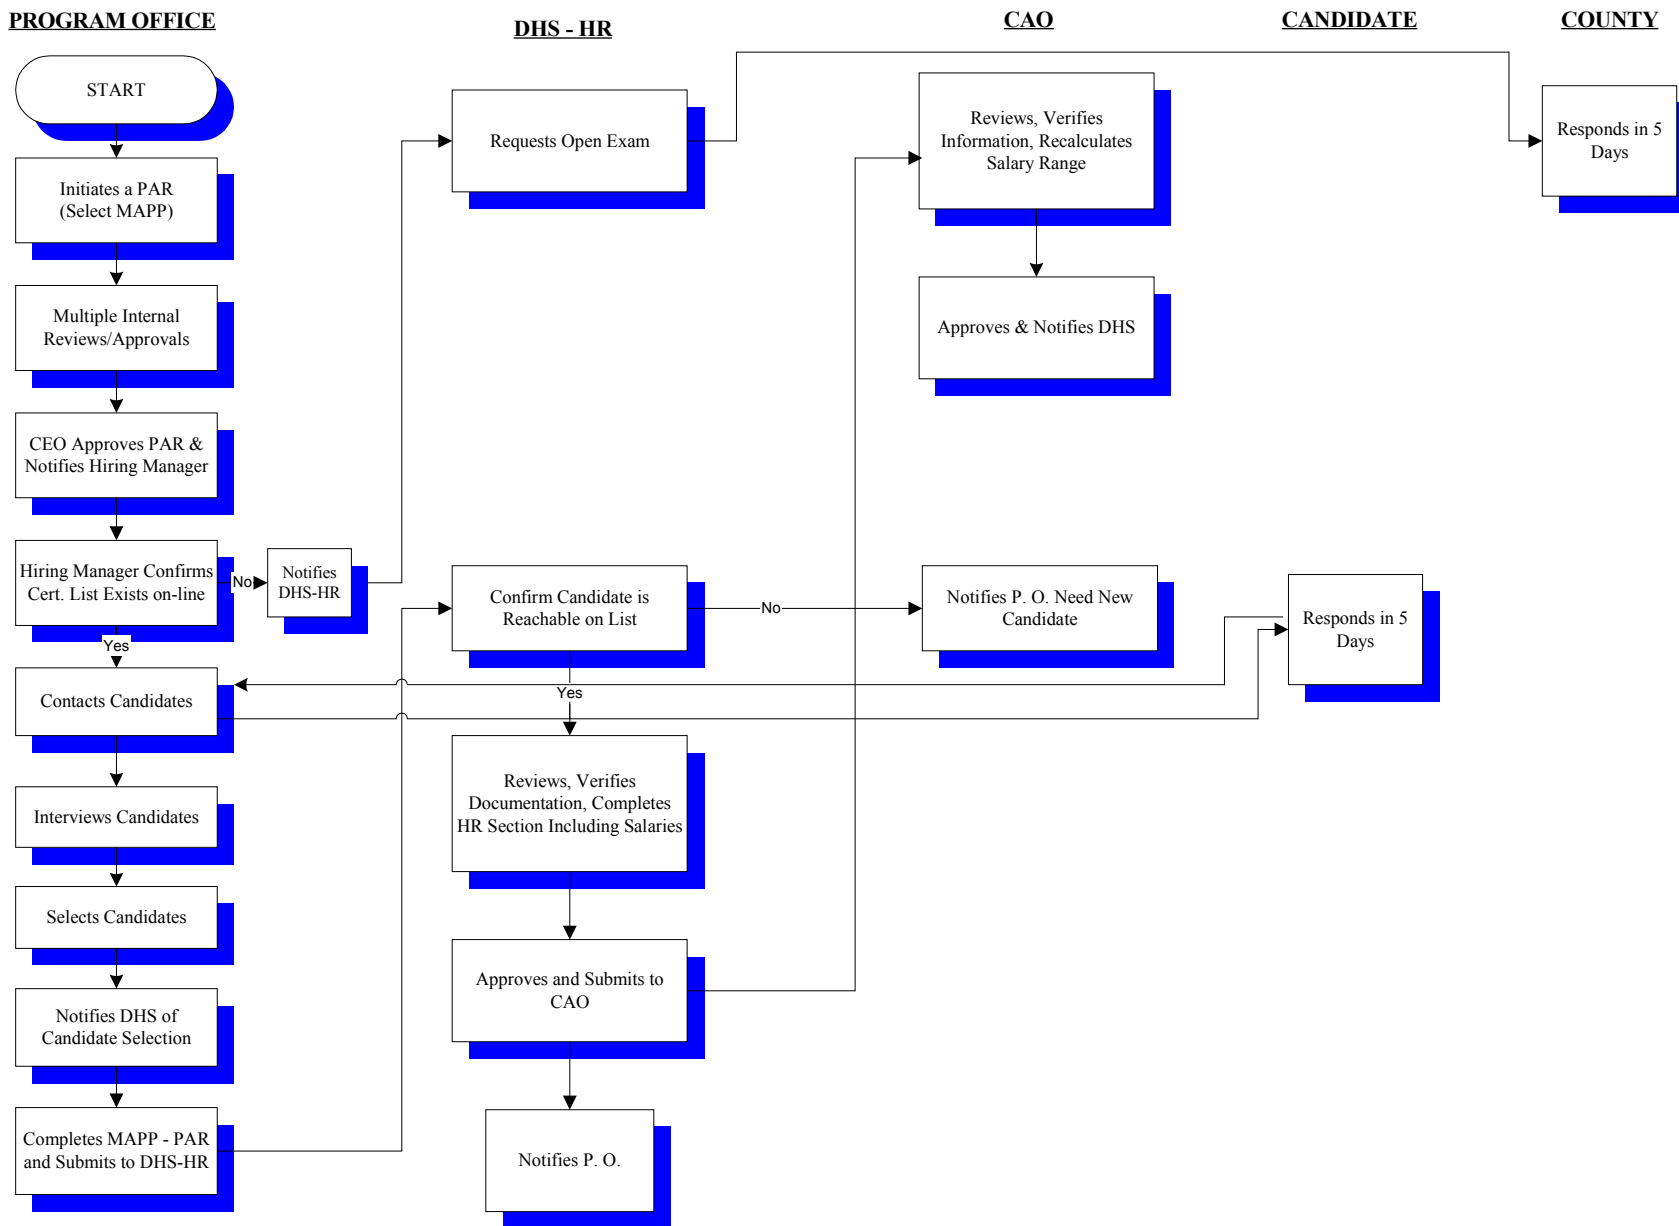 PROGRAM OFFICE
DHS - HR
CAO
CANDIDATE
COUNTY
START
Initiates a PAR
(Select MAPP)
Multiple Internal
Reviews/Approvals
CEO Approves PAR &
Notifies Hiring Manager
Hiring Manager Confirms
Cert. List Exists on-line
No
Notifies
DHS-HR
Yes
Contacts Candidates
Interviews Candidates
Selects Candidates
Notifies DHS of
Candidate Selection
Completes MAPP - PAR
and Submits to DHS-HR
Requests Open Exam
Confirm Candidate is
Reachable on List
No
Yes
Reviews, Verifies
Documentation, Completes
HR Section Including Salaries
Approves and Submits to
CAO
Notifies P. O.
Reviews, Verifies
Information, Recalculates
Salary Range
Approves & Notifies DHS
Notifies P. O. Need New
Candidate
Responds in 5
Days
Responds in 5
Days